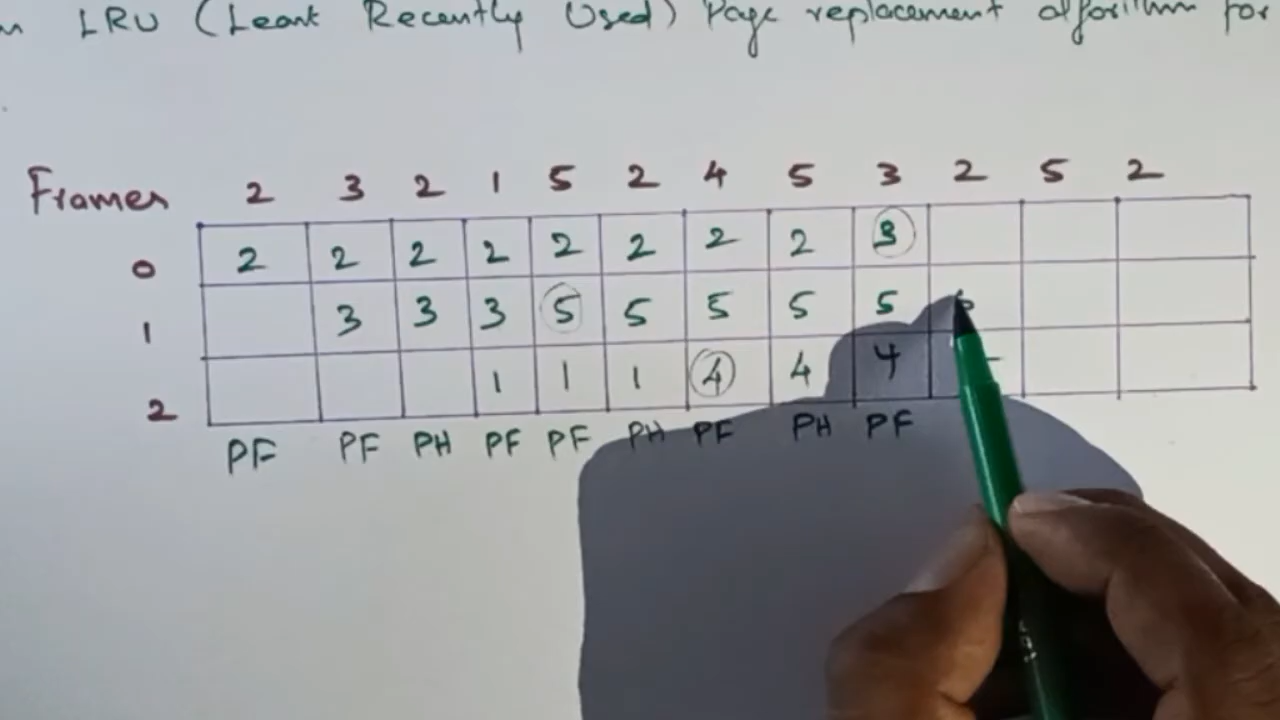 LRU (Leant Recently Used) Page replacement algorithm for
Frames 2 3 2 1 5 2 4 5 3 2 5 2
0 2 2 2 2 2 2 2 2 3
1 3 3 3 5 5 5 5 5
2 1 1 1 4 4 4
PF PF PH PF PF PH PF PH PF